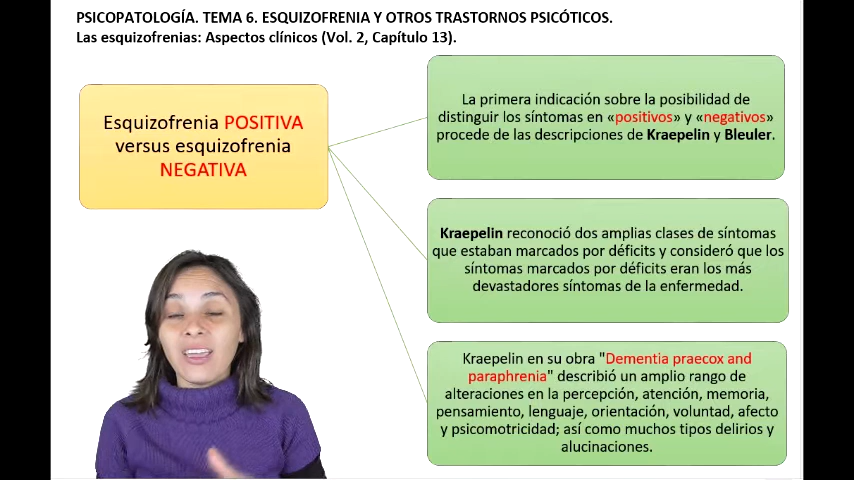 PSICOPATOLOGÍA. TEMA 6. ESQUIZOFRENIA Y OTROS TRASTORNOS PSICÓTICOS.
Las esquizofrenias: Aspectos clínicos (Vol. 2, Capítulo 13).
Esquizofrenia POSITIVA
versus esquizofrenia
NEGATIVA
La primera indicación sobre la posibilidad de
distinguir los síntomas en «positivos» y «negativos»
procede de las descripciones de Kraepelin y Bleuler.
Kraepelin reconoció dos amplias clases de síntomas
que estaban marcados por déficits y consideró que los
síntomas marcados por déficits eran los más
devastadores síntomas de la enfermedad.
Kraepelin en su obra "Dementia praecox and
paraphrenia" describió un amplio rango de
alteraciones en la percepción, atención, memoria,
pensamiento, lenguaje, orientación, voluntad, afecto
y psicomotricidad; así como muchos tipos delirios y
alucinaciones.